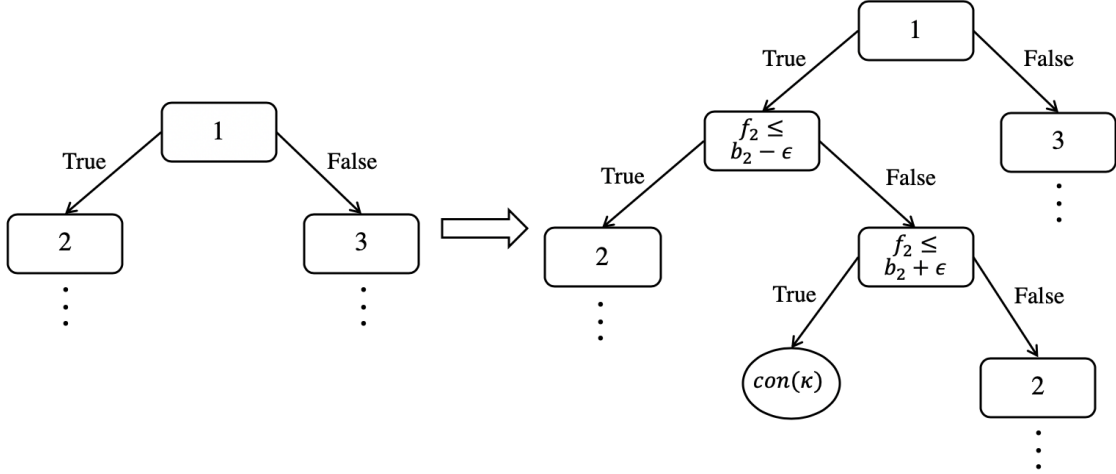 1
True
False
2
3
1
True
False
f₂ ≤
b₂ − ϵ
3
True
False
2
f₂ ≤
b₂ + ϵ
True
False
con(κ)
2